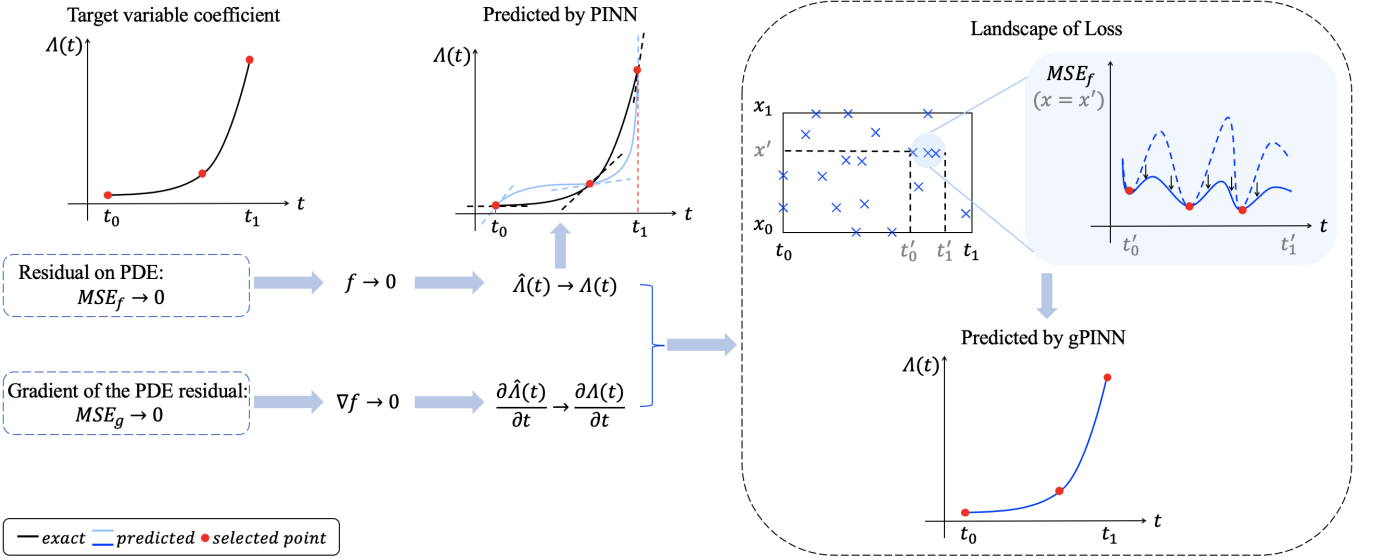 Target variable coefficient
Λ(t)
t
t₀
t₁
Predicted by PINN
Λ(t)
t
t₀
t₁
Residual on PDE:
MSE_f → 0
f → 0
Λ̂(t) → Λ(t)
Gradient of the PDE residual:
MSE_g → 0
∇f → 0
∂Λ̂(t)/∂t → ∂Λ(t)/∂t
Landscape of Loss
x₁
x′
x₀
t₀
t′₀
t′₁
t₁
MSE_f
(x = x′)
t
t′₀
t′₁
Predicted by gPINN
Λ(t)
t
t₀
t₁
exact predicted selected point